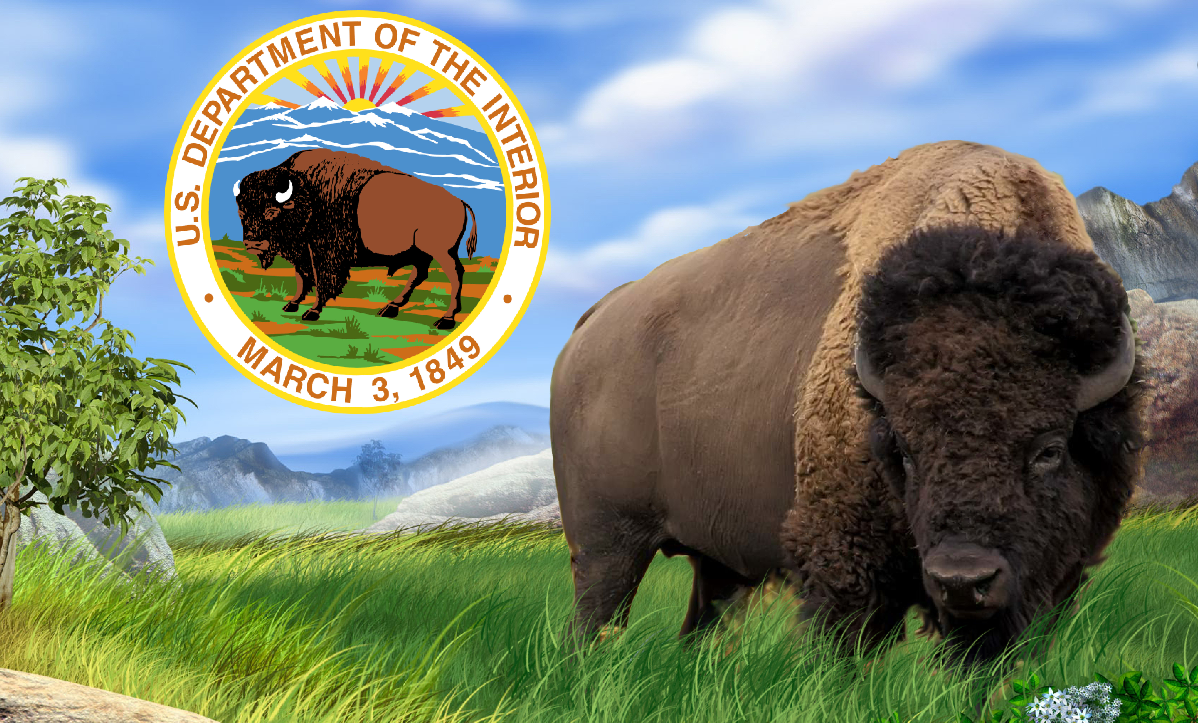 U.S. DEPARTMENT OF THE INTERIOR
MARCH 3, 1849